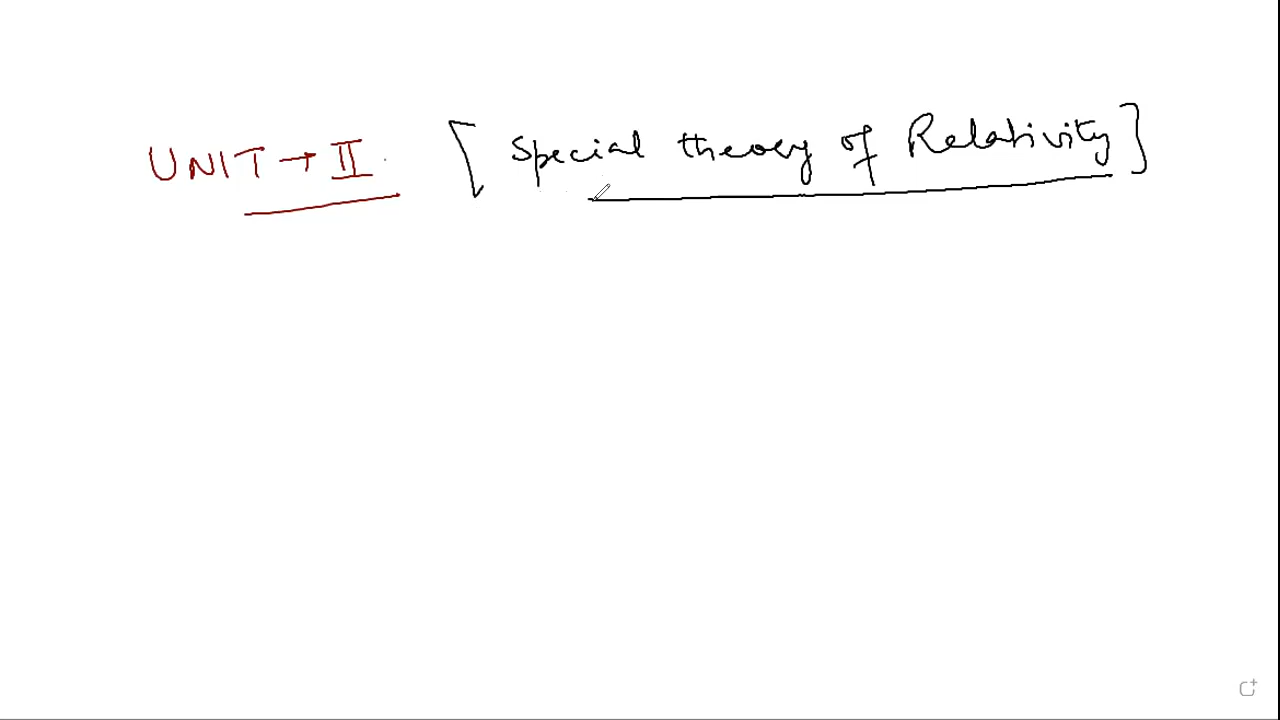 UNIT → II [Special theory of Relativity]